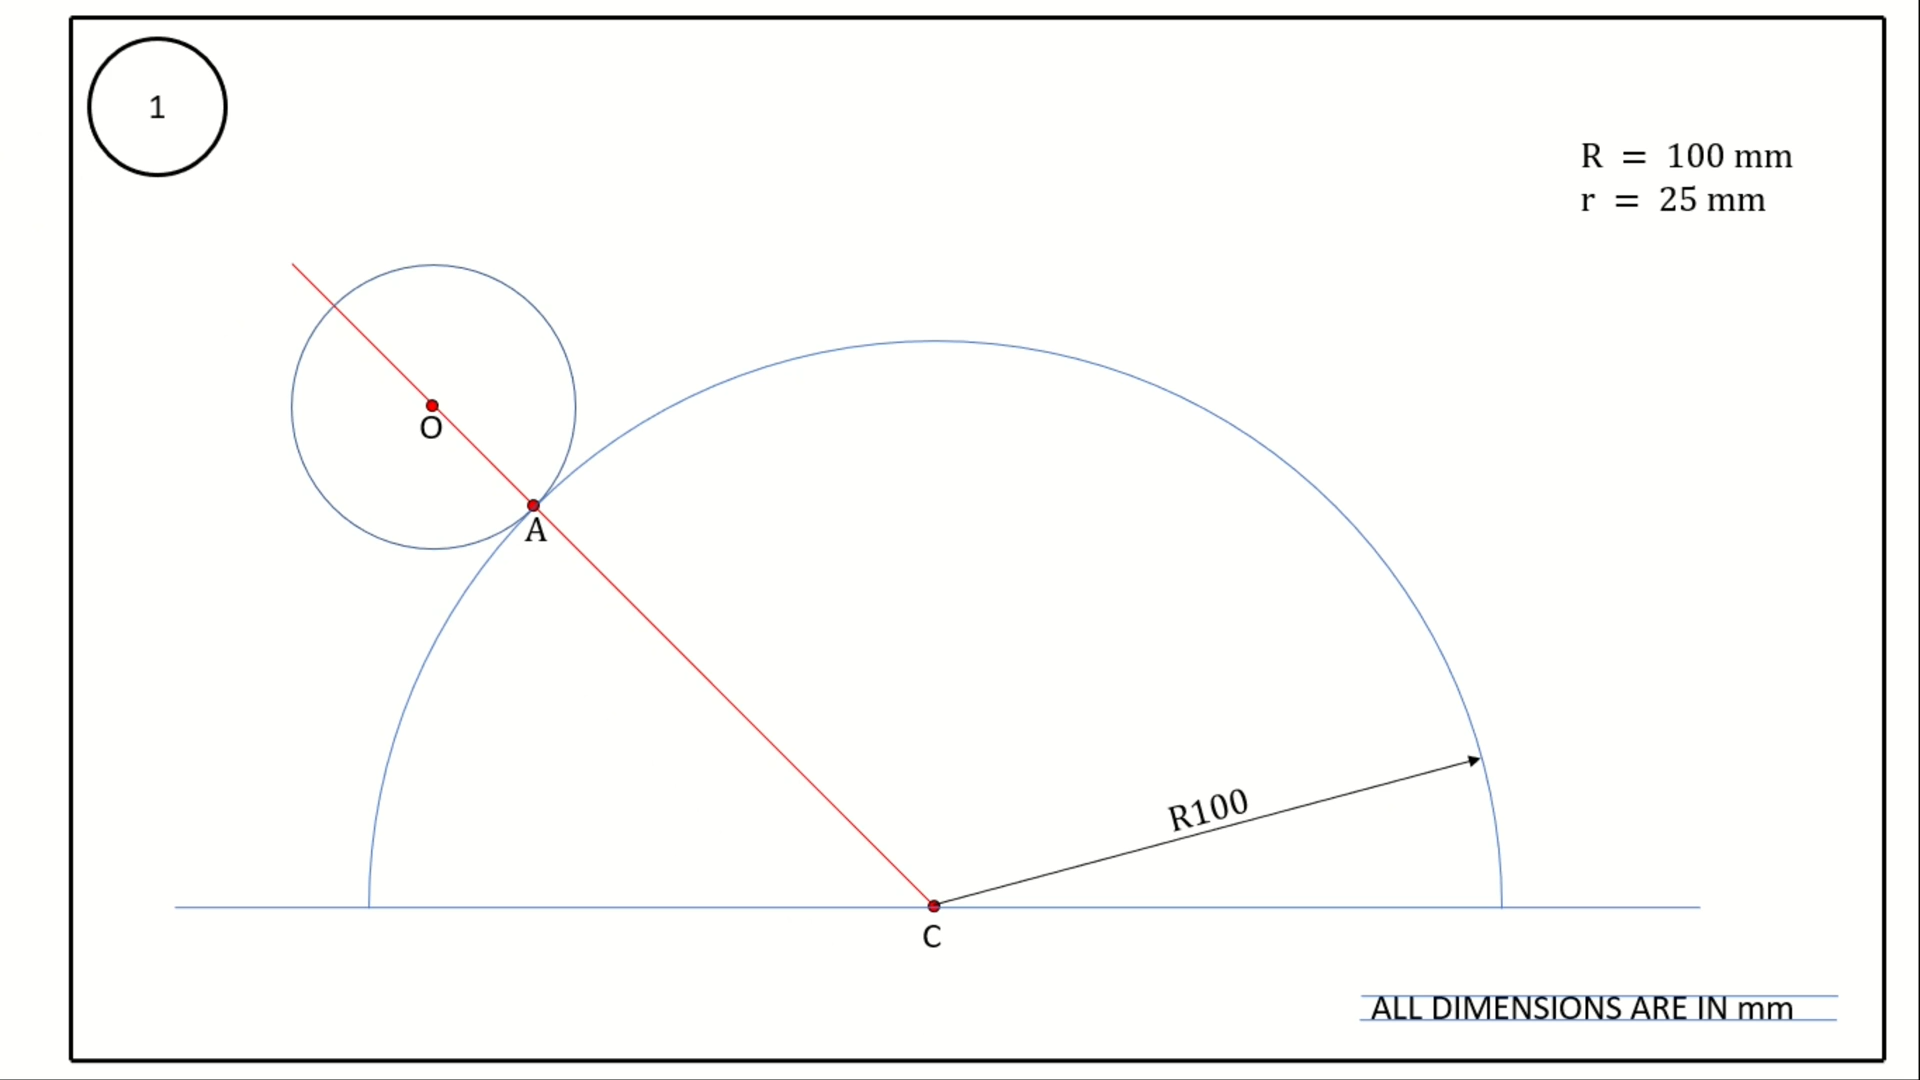 1
R = 100 mm
r = 25 mm
O
A
R100
C
ALL DIMENSIONS ARE IN mm